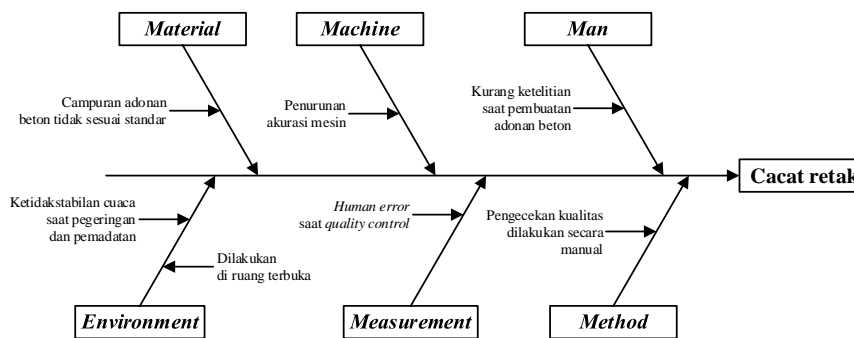 Material
Machine
Man
Campuran adonan
beton tidak sesuai standar
Penurunan
akurasi mesin
Kurang ketelitian
saat pembuatan
adonan beton
Cacat retak
Ketidakstabilan cuaca
saat pegeringan
dan pemadatan
Dilakukan
di ruang terbuka
Human error
saat quality control
Pengecekan kualitas
dilakukan secara
manual
Environment
Measurement
Method